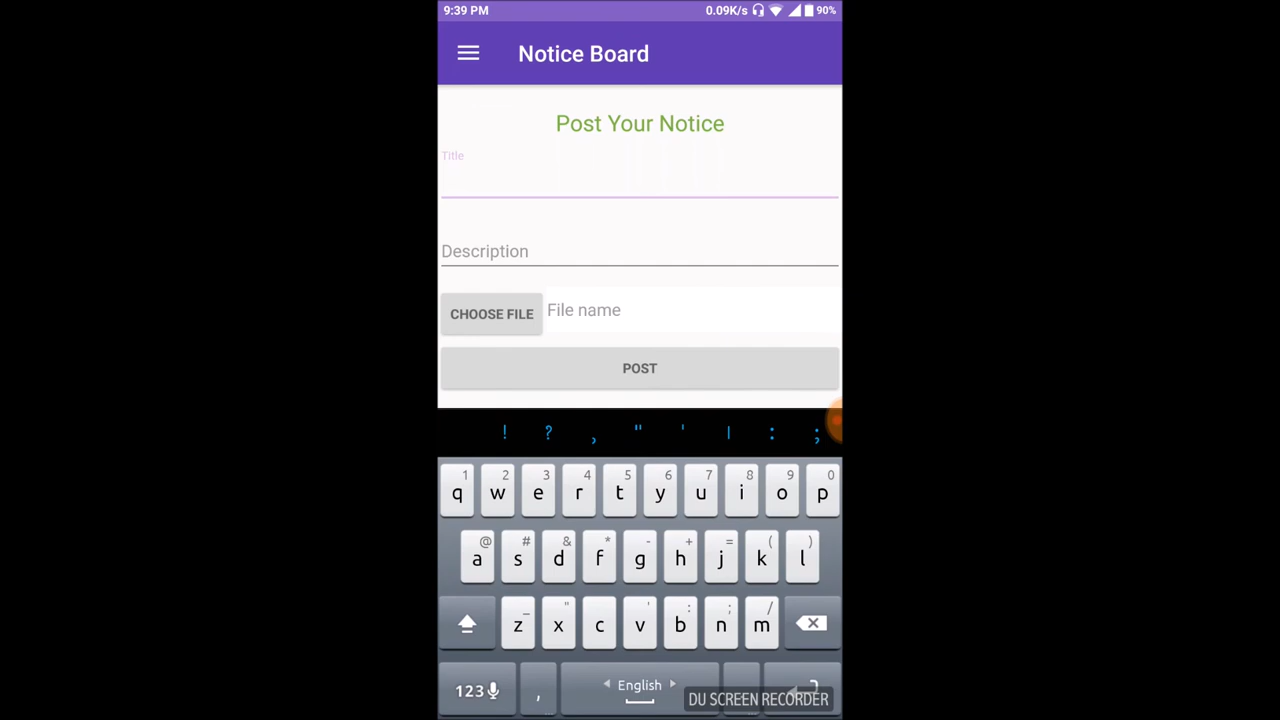 9:39 PM 0.09K/s 90%
Notice Board
Post Your Notice
Title
Description
CHOOSE FILE File name
POST
! ? , " ' | : ;
1 2 3 4 5 6 7 8 9 0
q w e r t y u i o p
@ # & * - + = ( )
a s d f g h j k l
_ " ' : ; /
z x c v b n m
123 , English
DU SCREEN RECORDER